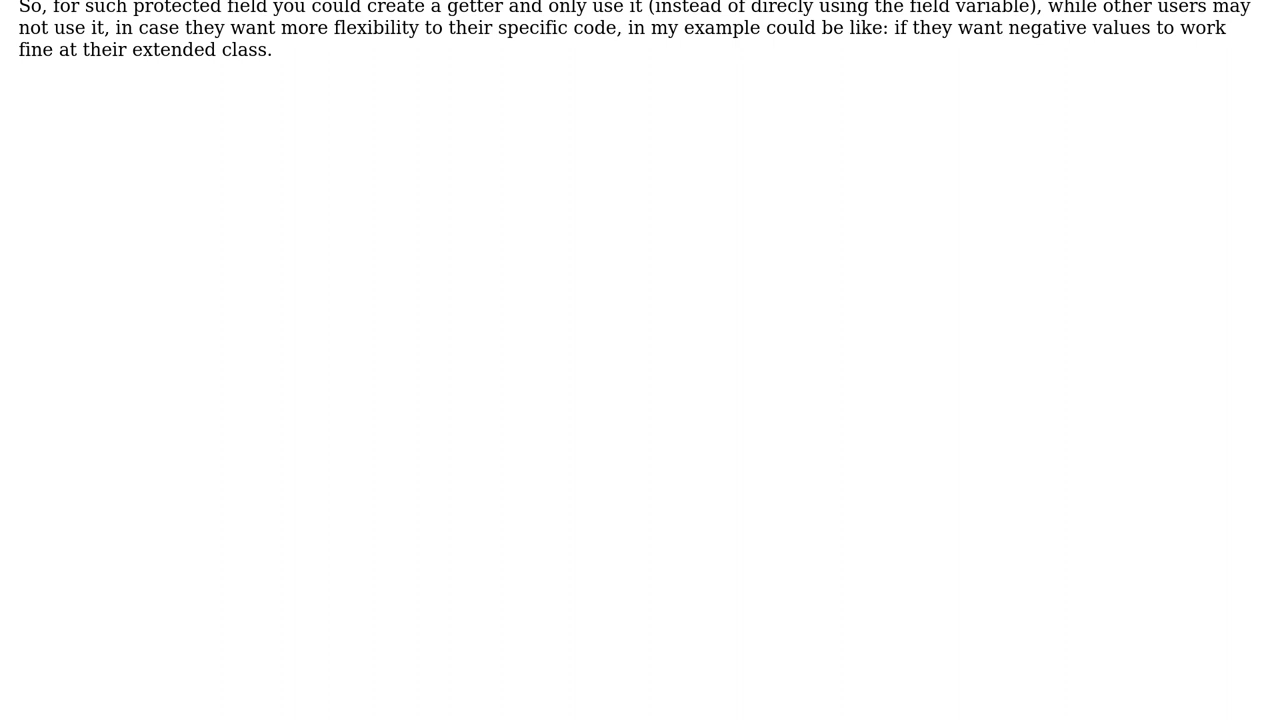 So, for such protected field you could create a getter and only use it (instead of direcly using the field variable), while other users may
not use it, in case they want more flexibility to their specific code, in my example could be like: if they want negative values to work
fine at their extended class.